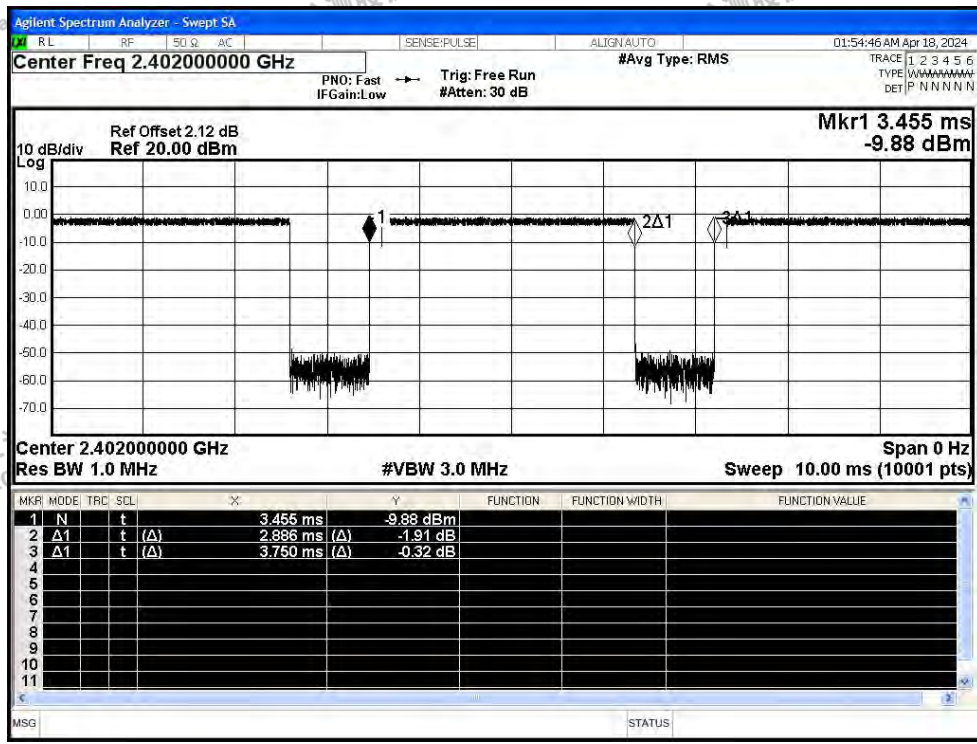 Agilent Spectrum Analyzer - Swept SA
LXI RL RF 50 Ω AC SENSE:PULSE ALIGN AUTO 01:54:46 AM Apr 18, 2024
Center Freq 2.402000000 GHz #Avg Type: RMS TRACE 1 2 3 4 5 6
PNO: Fast Trig: Free Run TYPE WWWWWW
IFGain:Low #Atten: 30 dB DET P N N N N N
Mkr1 3.455 ms
Ref Offset 2.12 dB
10 dB/div Ref 20.00 dBm -9.88 dBm
Log
10.0
0.00
1
2Δ1
3Δ1
-10.0
-20.0
-30.0
-40.0
-50.0
-60.0
-70.0
Center 2.402000000 GHz Span 0 Hz
Res BW 1.0 MHz #VBW 3.0 MHz Sweep 10.00 ms (10001 pts)
MKR MODE TRC SCL X Y FUNCTION FUNCTION WIDTH FUNCTION VALUE
1 N t 3.455 ms -9.88 dBm
2 Δ1 t (Δ) 2.886 ms (Δ) -1.91 dB
3 Δ1 t (Δ) 3.750 ms (Δ) -0.32 dB
4
5
6
7
8
9
10
11
MSG STATUS